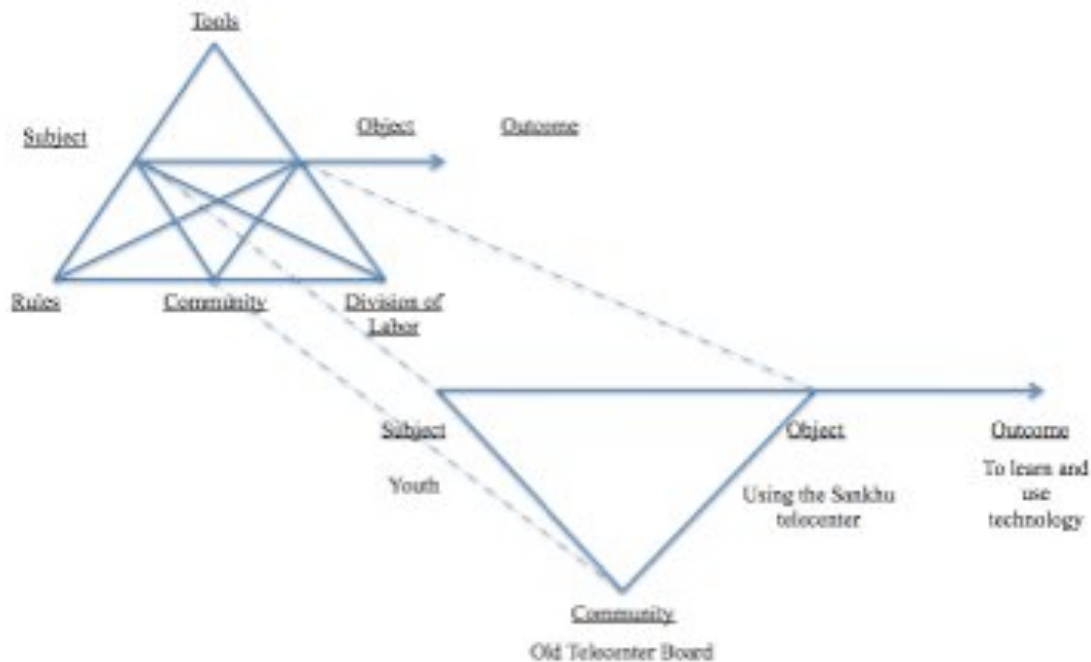 Tools
Subject
Object
Outcome
Rules
Community
Division of
Labor
Subject
Object
Outcome
Youth
Using the Sankhu
telecenter
To learn and
use
technology
Community
Old Telecenter Board